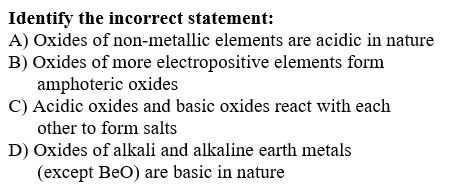 Identify the incorrect statement:
A) Oxides of non-metallic elements are acidic in nature
B) Oxides of more electropositive elements form
amphoteric oxides
C) Acidic oxides and basic oxides react with each
other to form salts
D) Oxides of alkali and alkaline earth metals
(except BeO) are basic in nature